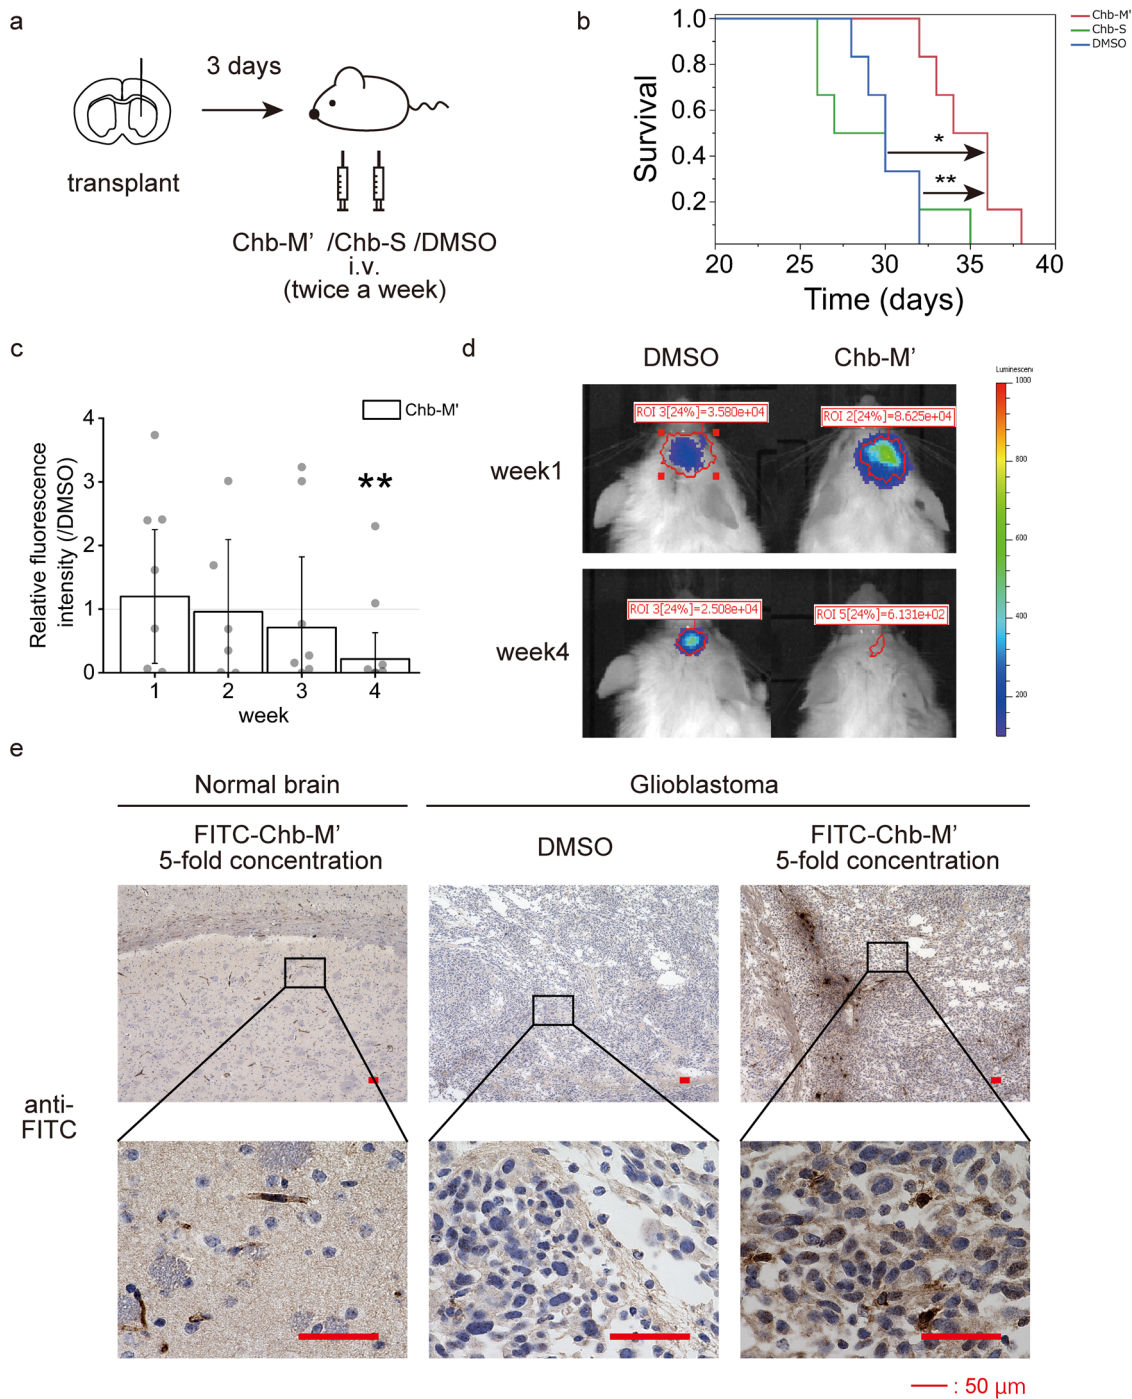 a
3 days
transplant
Chb-M’ /Chb-S /DMSO
i.v.
(twice a week)
b
1.0
0.8
0.6
0.4
0.2
Survival
*
**
20
25
30
35
40
Time (days)
Chb-M'
Chb-S
DMSO
c
Chb-M'
4
3
2
1
0
Relative fluorescence
intensity (/DMSO)
**
1
2
3
4
week
d
DMSO
Chb-M’
week1
ROI 3[24%]=3.580e+04
ROI 2[24%]=8.625e+04
week4
ROI 3[24%]=2.508e+04
ROI 5[24%]=6.131e+02
1000
800
600
400
200
e
Normal brain
Glioblastoma
FITC-Chb-M’
5-fold concentration
DMSO
FITC-Chb-M’
5-fold concentration
anti-
FITC
: 50 µm